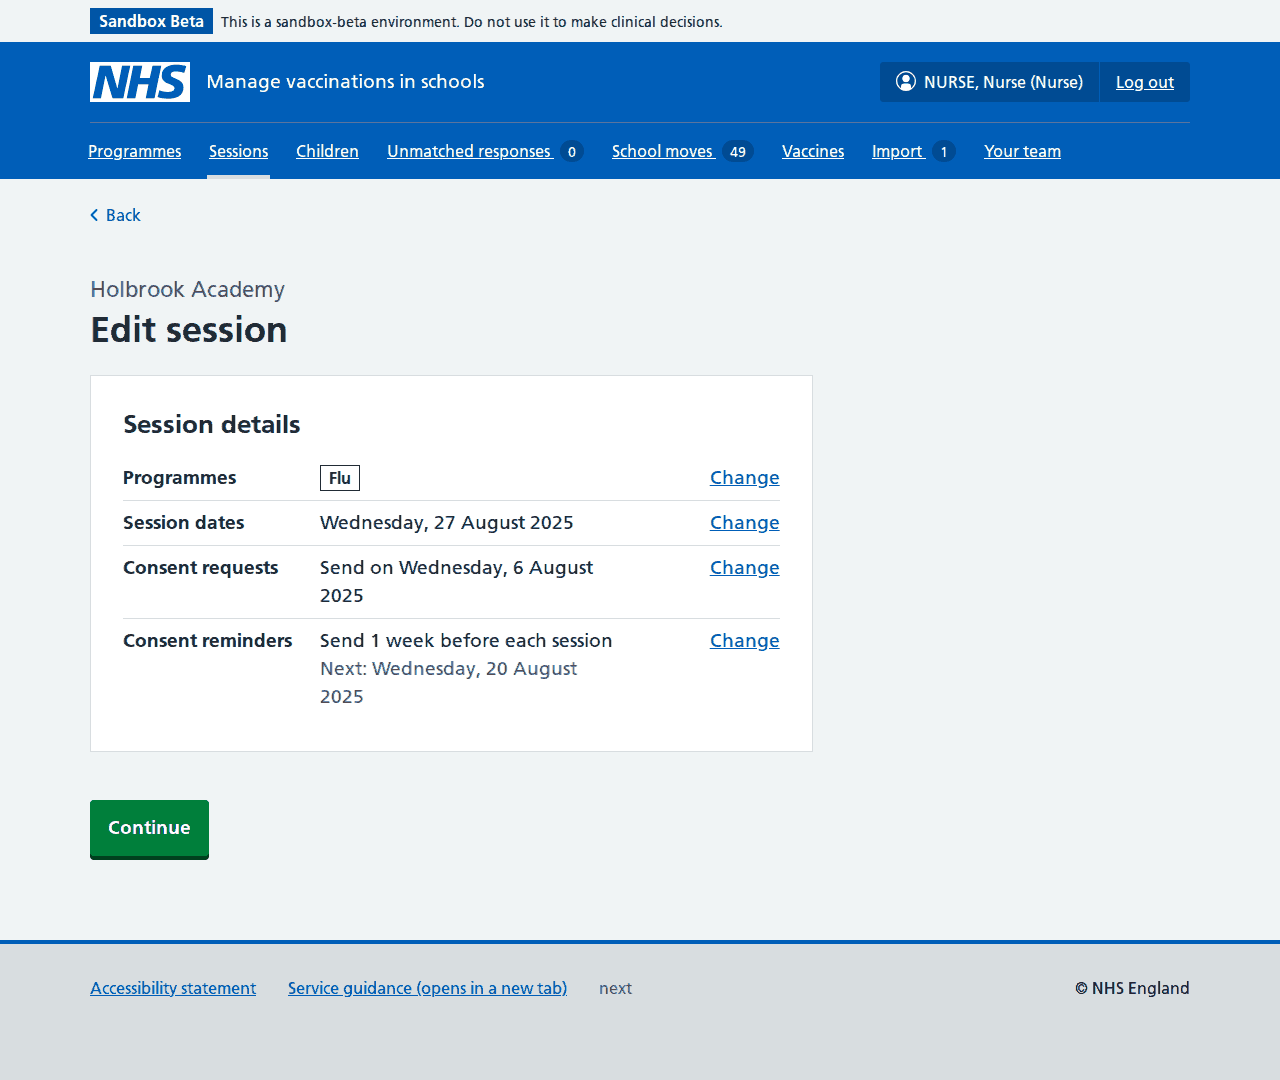 Sandbox Beta This is a sandbox-beta environment. Do not use it to make clinical decisions.
NHS Manage vaccinations in schools NURSE, Nurse (Nurse) Log out
Programmes Sessions Children Unmatched responses 0 School moves 49 Vaccines Import 1 Your team
Back
Holbrook Academy
Edit session
Session details
Programmes Flu Change
Session dates Wednesday, 27 August 2025 Change
Consent requests Send on Wednesday, 6 August Change
2025
Consent reminders Send 1 week before each session Change
Next: Wednesday, 20 August
2025
Continue
Accessibility statement Service guidance (opens in a new tab) next © NHS England